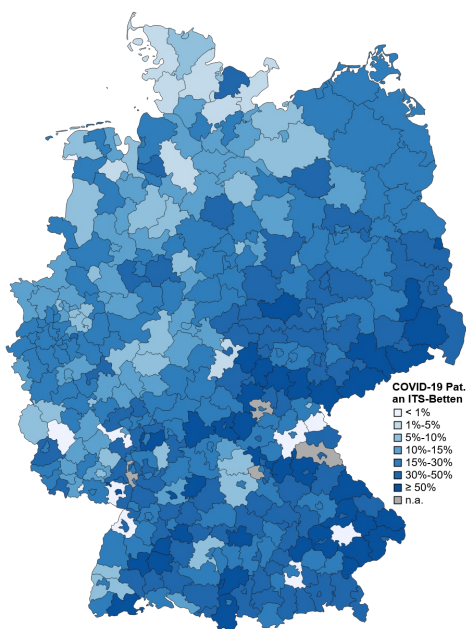 COVID-19 Pat.
an ITS-Betten
< 1%
1%-5%
5%-10%
10%-15%
15%-30%
30%-50%
≥ 50%
n.a.